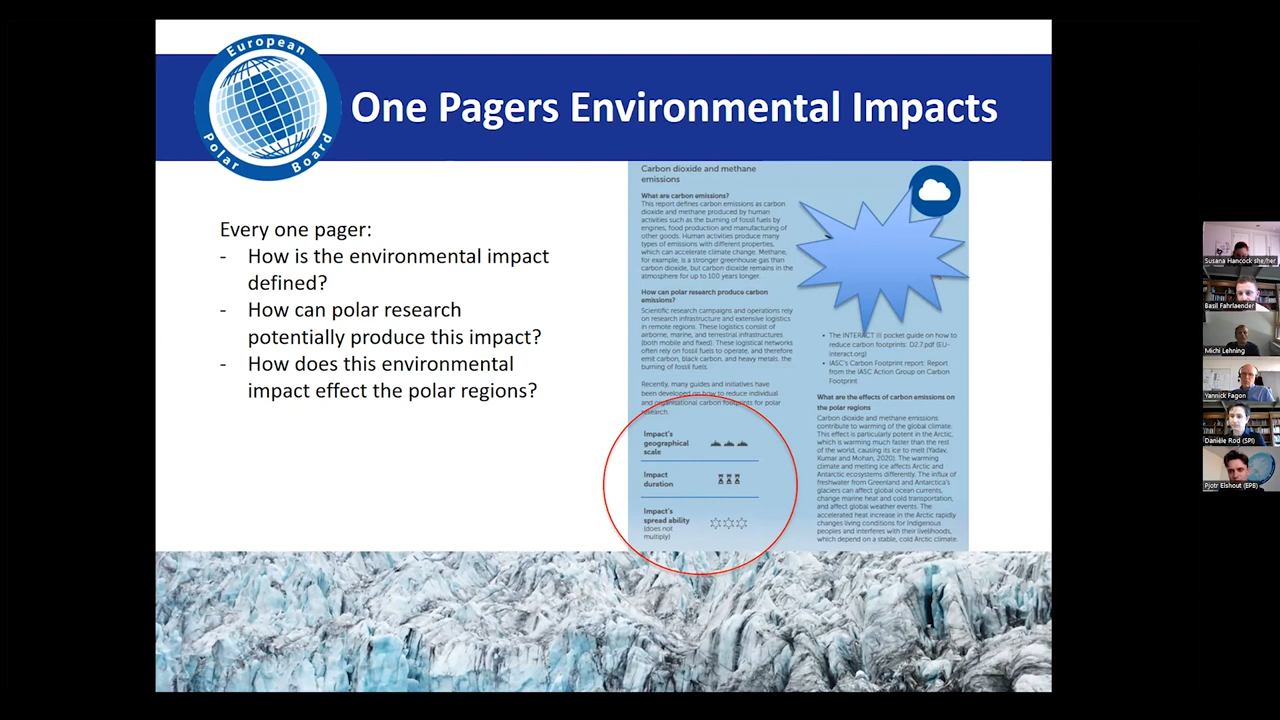 European
Polar Board
One Pagers Environmental Impacts
Every one pager:
- How is the environmental impact
defined?
- How can polar research
potentially produce this impact?
- How does this environmental
impact effect the polar regions?
Carbon dioxide and methane
emissions
What are carbon emissions?
This report defines carbon emissions as carbon
dioxide and methane produced by human
activities such as the burning of fossil fuels by
engines, food production and manufacturing of
other goods. Human activities produce many
types of emissions with different properties,
which can accelerate climate change. Methane,
for example, is a stronger greenhouse gas than
carbon dioxide, but carbon dioxide remains in the
atmosphere for up to 100 years longer.
How can polar research produce carbon
emissions?
Scientific research campaigns and operations rely
on research infrastructure and extensive logistics
in remote regions. These logistics consist of
airborne, marine, and terrestrial infrastructures
(both mobile and fixed). These logistical networks
often rely on fossil fuels to operate, and therefore
emit carbon, black carbon, and heavy metals. the
burning of fossil fuels.
Recently, many guides and initiatives have
been developed on how to reduce individual
and organisational carbon footprints for polar
research.
Impact's
geographical
scale
Impact
duration
Impact's
spread ability
(does not
multiply)
• The INTERACT III pocket guide on how to
reduce carbon footprints: D2.7.pdf (EU-
interact.org)
• IASC's Carbon Footprint report: Report
from the IASC Action Group on Carbon
Footprint
What are the effects of carbon emissions on
the polar regions
Carbon dioxide and methane emissions
contribute to warming of the global climate.
This effect is particularly potent in the Arctic,
which is warming much faster than the rest
of the world, causing its ice to melt (Yadav,
Kumar and Mohan, 2020). The warming
climate and melting ice affects Arctic and
Antarctic ecosystems differently. The influx of
freshwater from Greenland and Antarctica's
glaciers can affect global ocean currents,
change marine heat and cold transportation,
and affect global weather events. The
accelerated heat increase in the Arctic rapidly
changes living conditions for Indigenous
peoples and interferes with their livelihoods,
which depend on a stable, cold Arctic climate.
Susana Hancock she/her
Basil Fahrlaender
Michi Lehning
Yannick Fagon
Danièle Rod (SPI)
Pjotr Elshout (EPB)